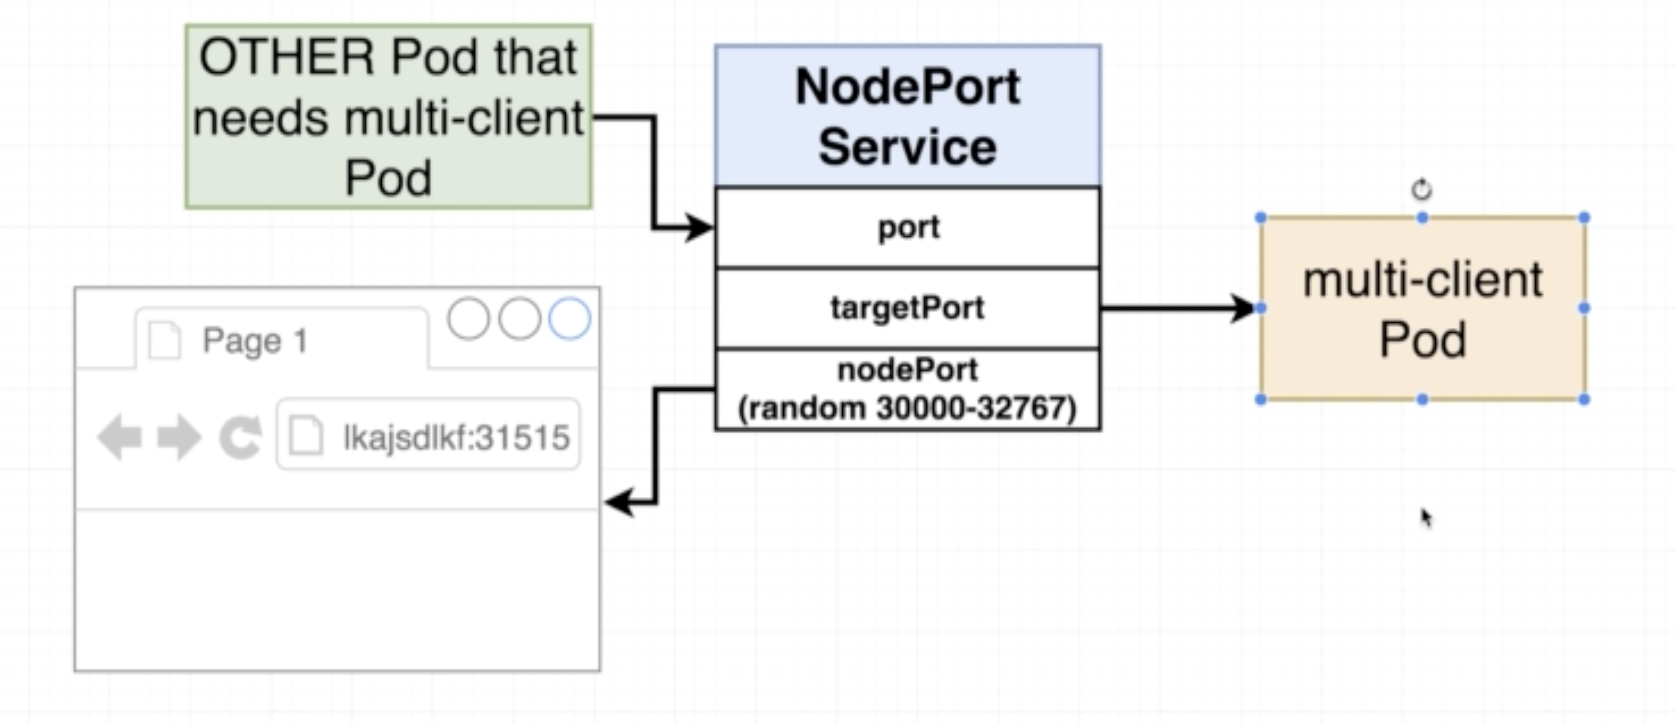 OTHER Pod that
needs multi-client
Pod
NodePort
Service
port
targetPort
nodePort
(random 30000-32767)
multi-client
Pod
Page 1
lkajsdlkf:31515